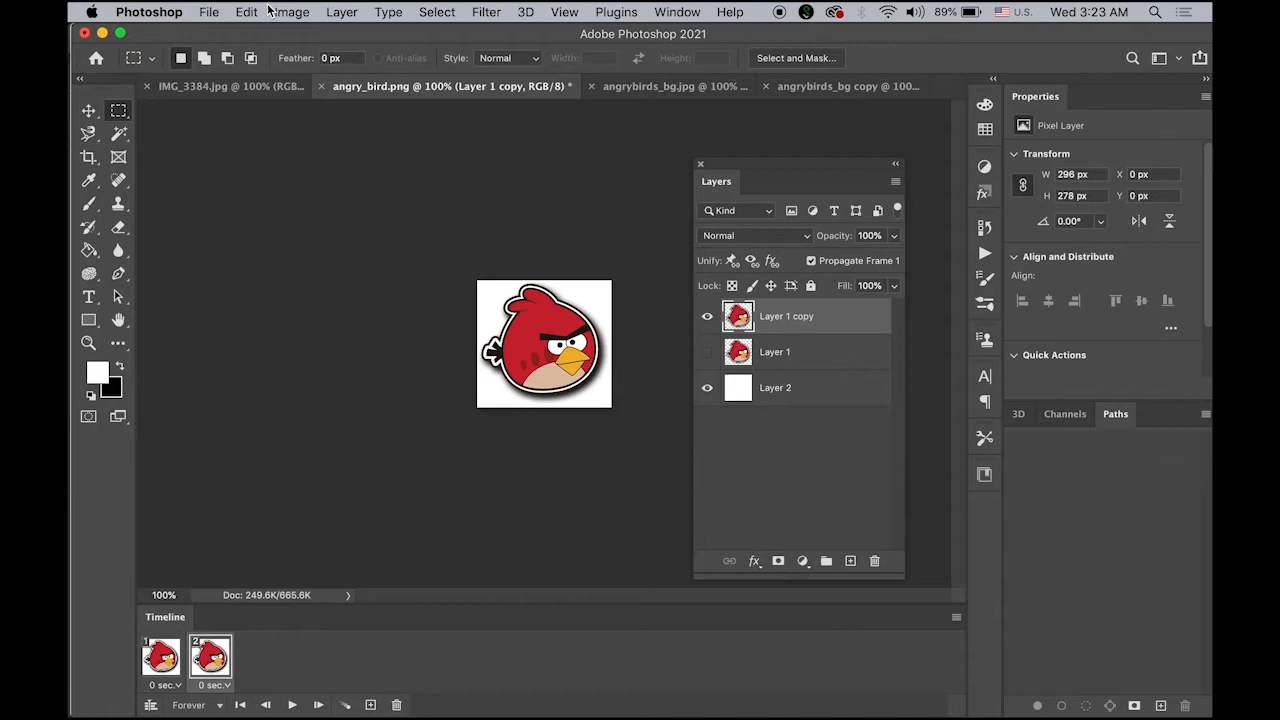 Photoshop File Edit Image Layer Type Select Filter 3D View Plugins Window Help 89% U.S. Wed 3:23 AM
Adobe Photoshop 2021
Feather: 0 px Anti-alias Style: Normal Width: Height: Select and Mask...
IMG_3384.jpg @ 100% (RGB... angry_bird.png @ 100% (Layer 1 copy, RGB/8) * angrybirds_bg.jpg @ 100% ... angrybirds_bg copy @ 100...
Properties
Pixel Layer
Transform
W 296 px X 0 px
H 278 px Y 0 px
0.00°
Align and Distribute
Align:
Quick Actions
3D Channels Paths
Layers
Kind
Normal Opacity: 100%
Unify: Propagate Frame 1
Lock: Fill: 100%
Layer 1 copy
Layer 1
Layer 2
100% Doc: 249.6K/665.6K
Timeline
1 2
0 sec. 0 sec.
Forever